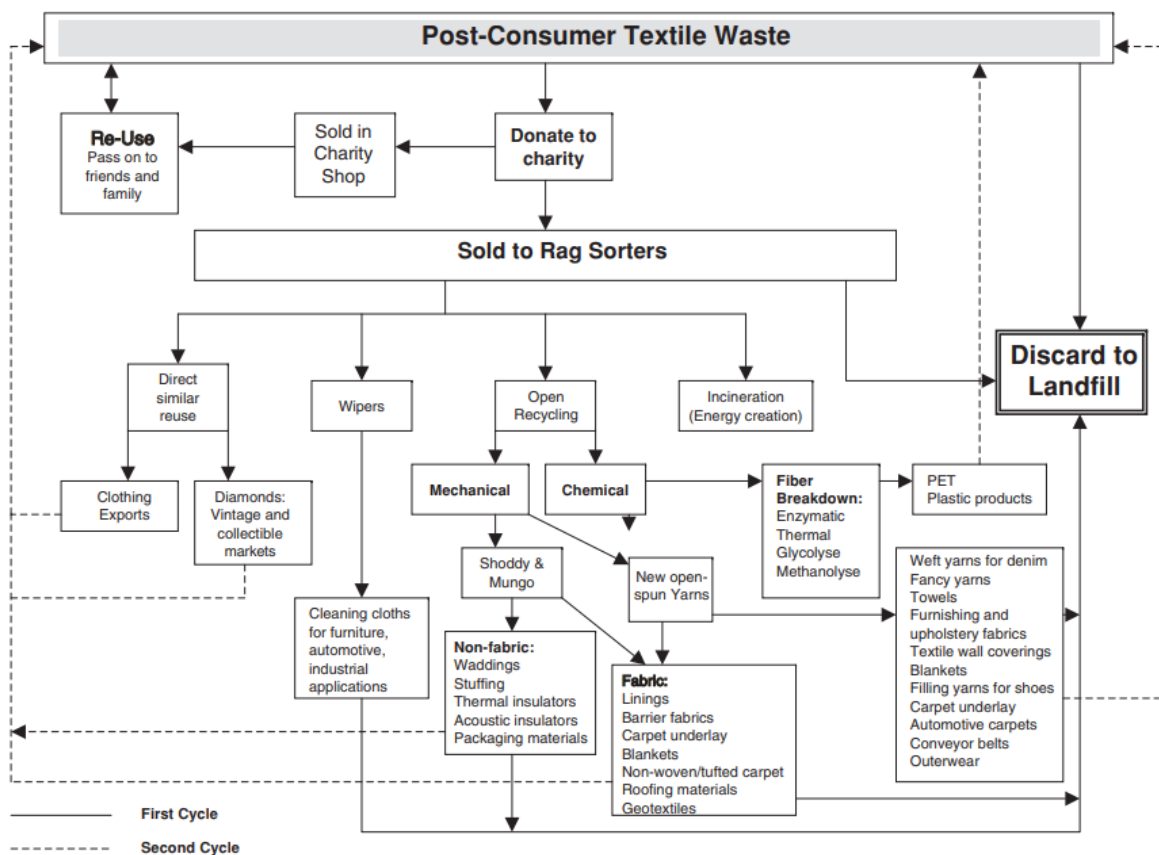 Post-Consumer Textile Waste
Re-Use
Pass on to
friends and
family
Sold in
Charity
Shop
Donate to
charity
Sold to Rag Sorters
Discard to
Landfill
Direct
similar
reuse
Wipers
Open
Recycling
Incineration
(Energy creation)
Clothing
Exports
Diamonds:
Vintage and
collectible
markets
Mechanical
Chemical
Fiber
Breakdown:
Enzymatic
Thermal
Glycolyse
Methanolyse
PET
Plastic products
Shoddy &
Mungo
New open-
spun Yarns
Weft yarns for denim
Fancy yarns
Towels
Furnishing and
upholstery fabrics
Textile wall coverings
Blankets
Filling yarns for shoes
Carpet underlay
Automotive carpets
Conveyor belts
Outerwear
Cleaning cloths
for furniture,
automotive,
industrial
applications
Non-fabric:
Waddings
Stuffing
Thermal insulators
Acoustic insulators
Packaging materials
Fabric:
Linings
Barrier fabrics
Carpet underlay
Blankets
Non-woven/tufted carpet
Roofing materials
Geotextiles
First Cycle
Second Cycle